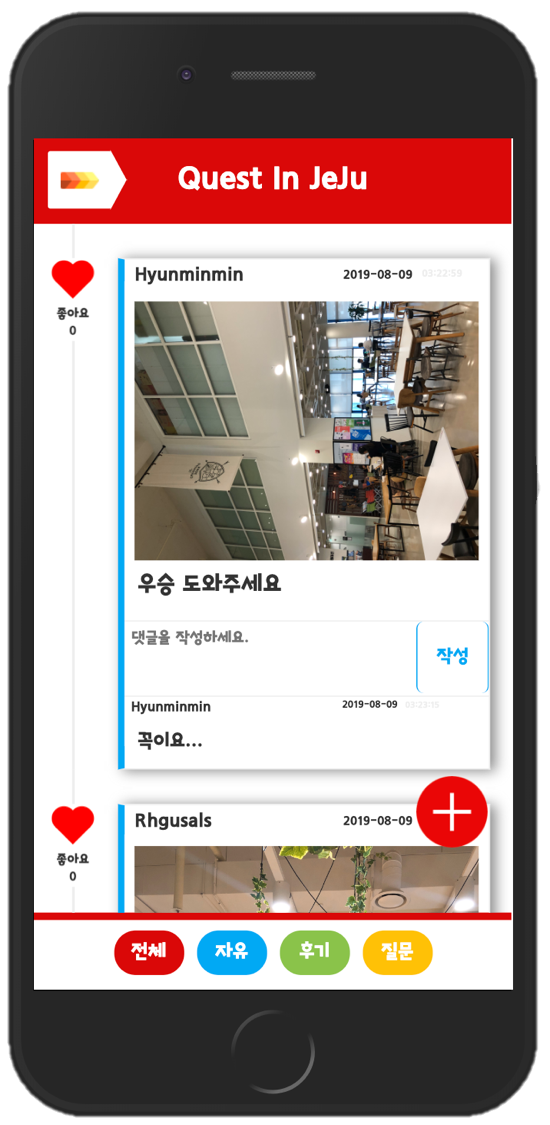 Quest In JeJu
좋아요
0
Hyunminmin 2019-08-09 03:22:59
우승 도와주세요
댓글을 작성하세요.
작성
Hyunminmin 2019-08-09 03:23:15
꼭이요...
좋아요
0
Rhgusals 2019-08-09
전체 자유 후기 질문